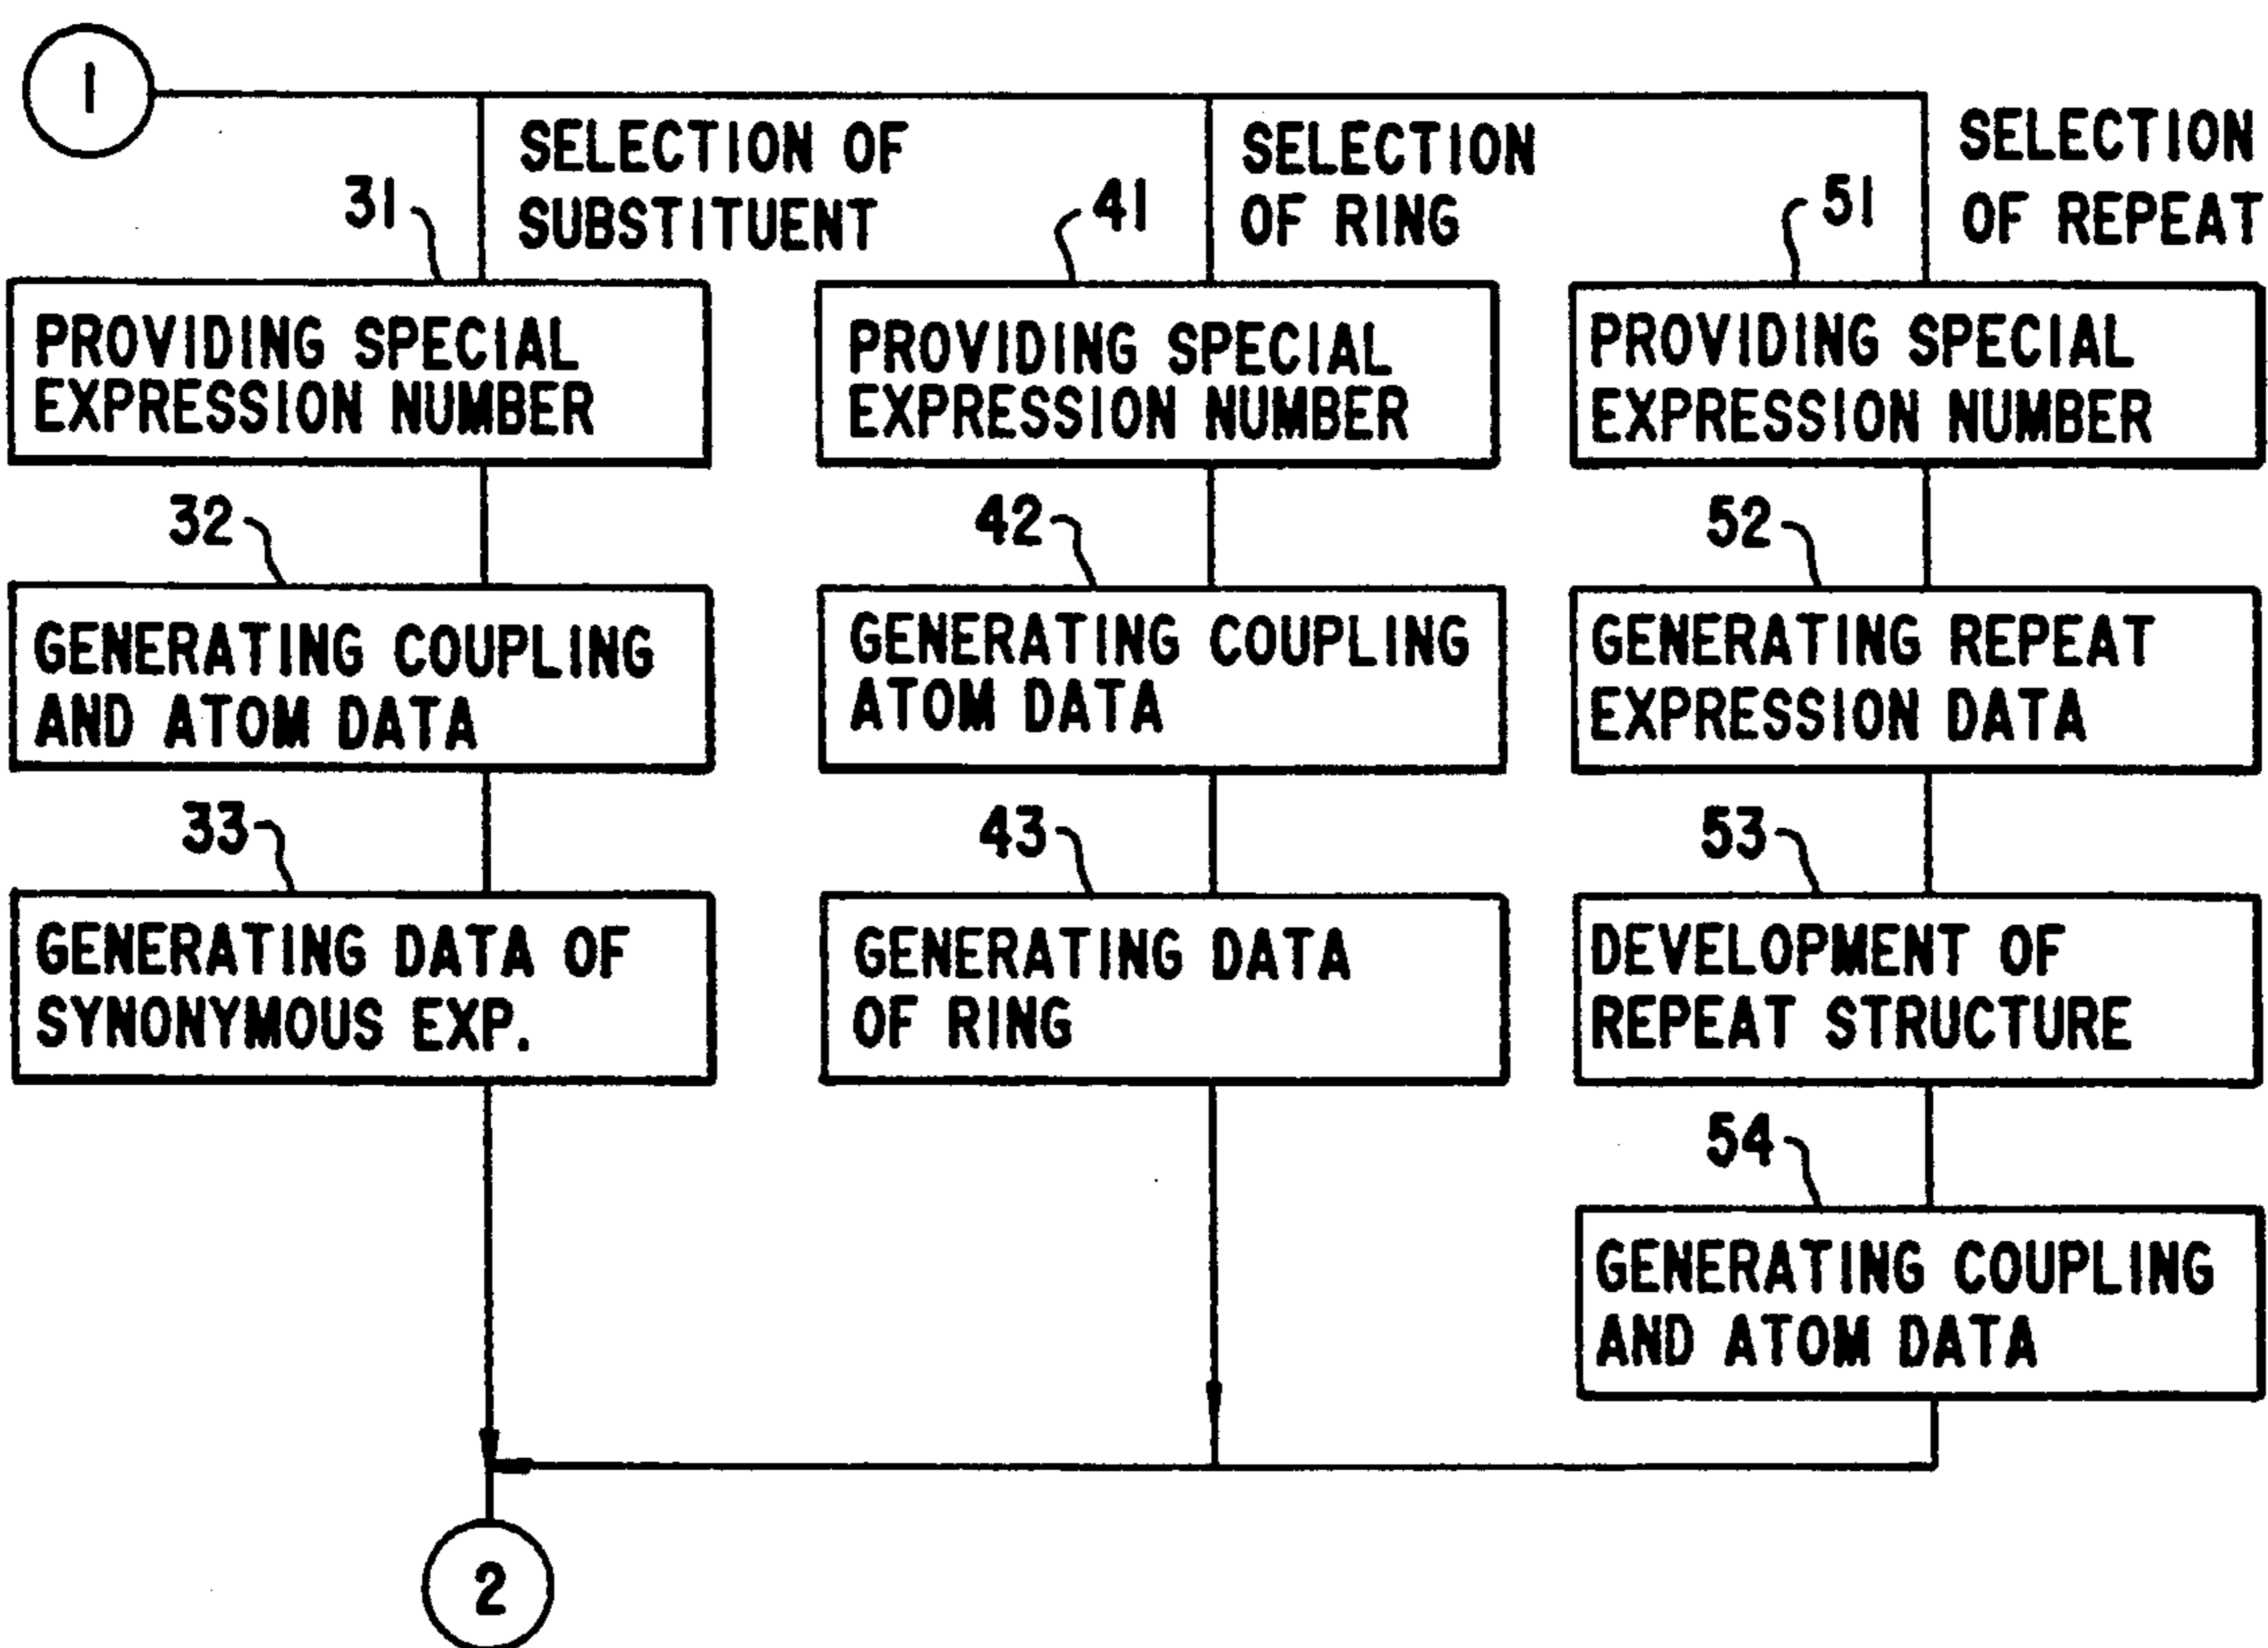 1
SELECTION OF
SUBSTITUENT
SELECTION
OF RING
SELECTION
OF REPEAT
31
41
51
PROVIDING SPECIAL
EXPRESSION NUMBER
PROVIDING SPECIAL
EXPRESSION NUMBER
PROVIDING SPECIAL
EXPRESSION NUMBER
32
42
52
GENERATING COUPLING
AND ATOM DATA
GENERATING COUPLING
ATOM DATA
GENERATING REPEAT
EXPRESSION DATA
33
43
53
GENERATING DATA OF
SYNONYMOUS EXP.
GENERATING DATA
OF RING
DEVELOPMENT OF
REPEAT STRUCTURE
54
GENERATING COUPLING
AND ATOM DATA
2